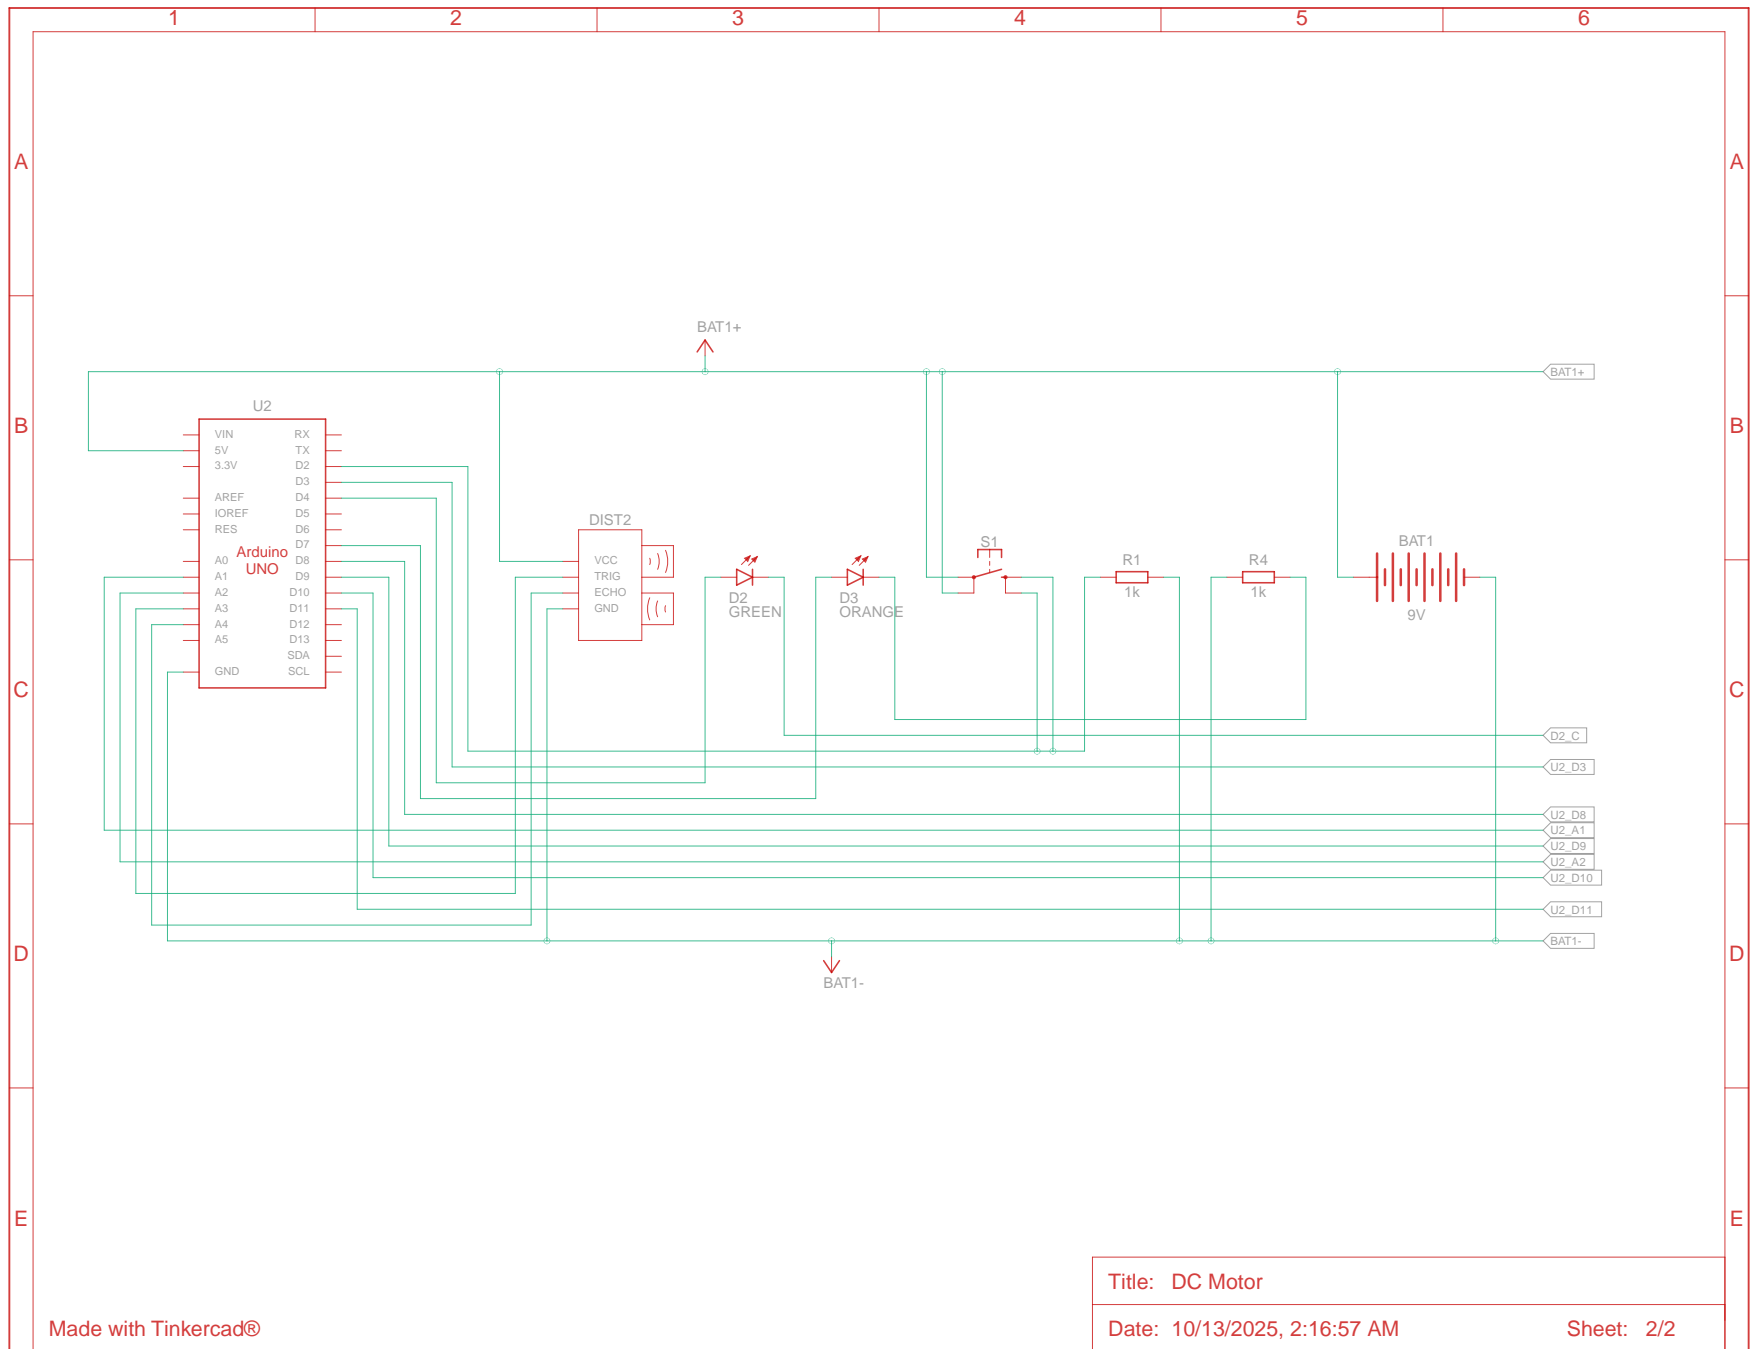 1 2 3 4 5 6
A A
BAT1+
BAT1+
B B
U2
VIN RX
5V TX
3.3V D2
D3
AREF D4
IOREF D5
RES D6
D7
A0 D8
A1 D9
A2 D10
A3 D11
A4 D12
A5 D13
SDA
GND SCL
Arduino
UNO
DIST2
VCC
TRIG
ECHO
GND
D2
GREEN
D3
ORANGE
S1
R1
1k
R4
1k
BAT1
9V
C C
D2_C
U2_D3
U2_D8
U2_A1
U2_D9
U2_A2
U2_D10
U2_D11
BAT1-
D D
BAT1-
E E
Title: DC Motor
Made with Tinkercad®
Date: 10/13/2025, 2:16:57 AM Sheet: 2/2